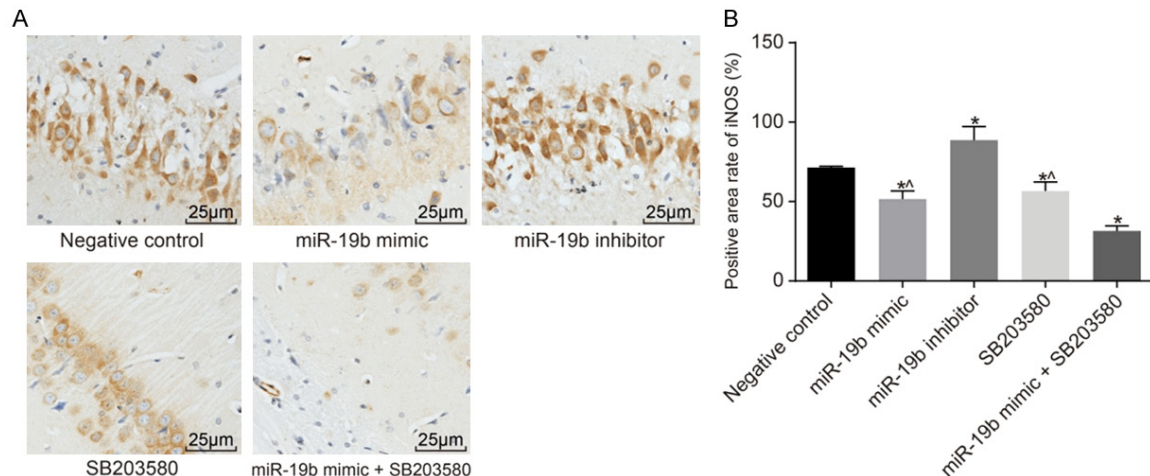 A
25μm
25μm
25μm
Negative control
miR-19b mimic
miR-19b inhibitor
25μm
25μm
SB203580
miR-19b mimic + SB203580
B
Positive area rate of iNOS (%)
150
100
50
0
*^
*
*^
*
Negative control
miR-19b mimic
miR-19b inhibitor
SB203580
miR-19b mimic + SB203580